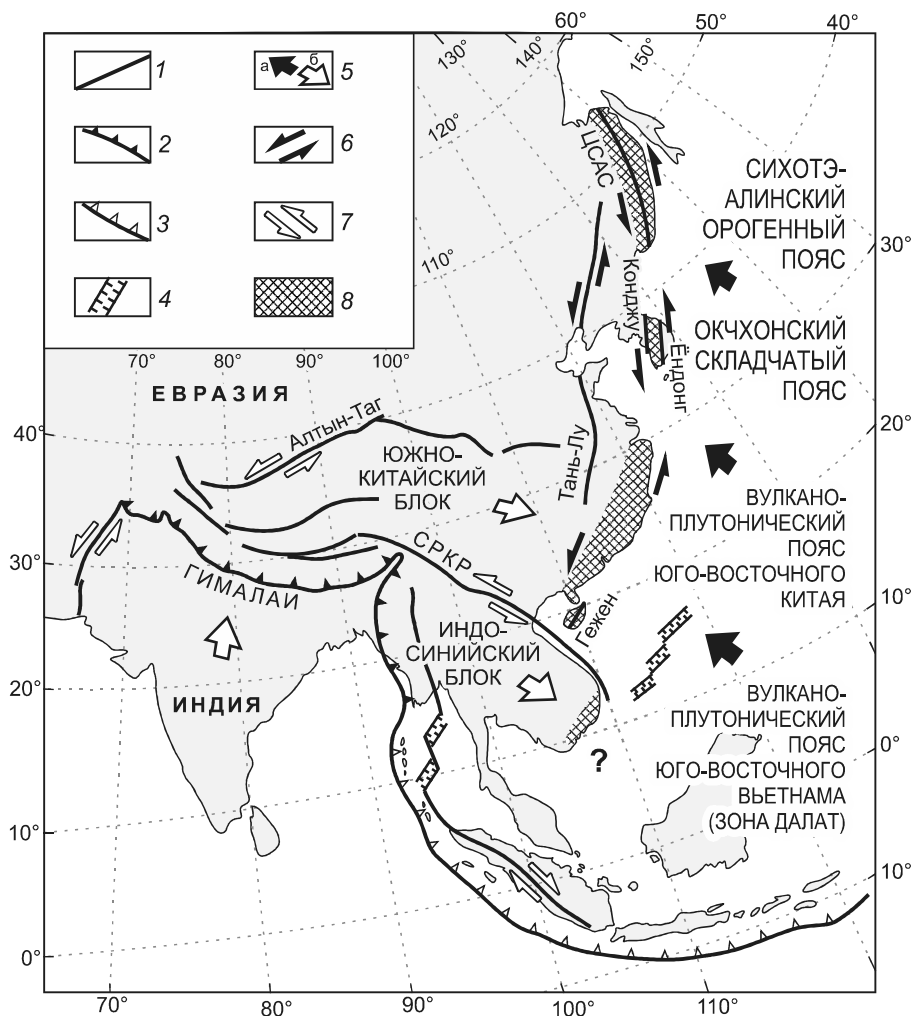 60°
50°
40°
130°
140°
150°
120°
110°
30°
20°
10°
0°
10°
1
2
3
4
а
б
5
6
7
8
70°
80°
90°
100°
ЕВРАЗИЯ
40°
30°
20°
10°
0°
70°
80°
90°
100°
110°
ЦСАС
СИХОТЭ-
АЛИНСКИЙ
ОРОГЕННЫЙ
ПОЯС
Конджу
Ёндонг
ОКЧХОНСКИЙ
СКЛАДЧАТЫЙ
ПОЯС
Алтын-Таг
Тань-Лу
ЮЖНО-
КИТАЙСКИЙ
БЛОК
ВУЛКАНО-
ПЛУТОНИЧЕСКИЙ
ПОЯС
ЮГО-ВОСТОЧНОГО
КИТАЯ
СРКР
ГИМАЛАИ
Гежен
ИНДО-
СИНИЙСКИЙ
БЛОК
ИНДИЯ
?
ВУЛКАНО-
ПЛУТОНИЧЕСКИЙ
ПОЯС
ЮГО-ВОСТОЧНОГО
ВЬЕТНАМА
(ЗОНА ДАЛАТ)